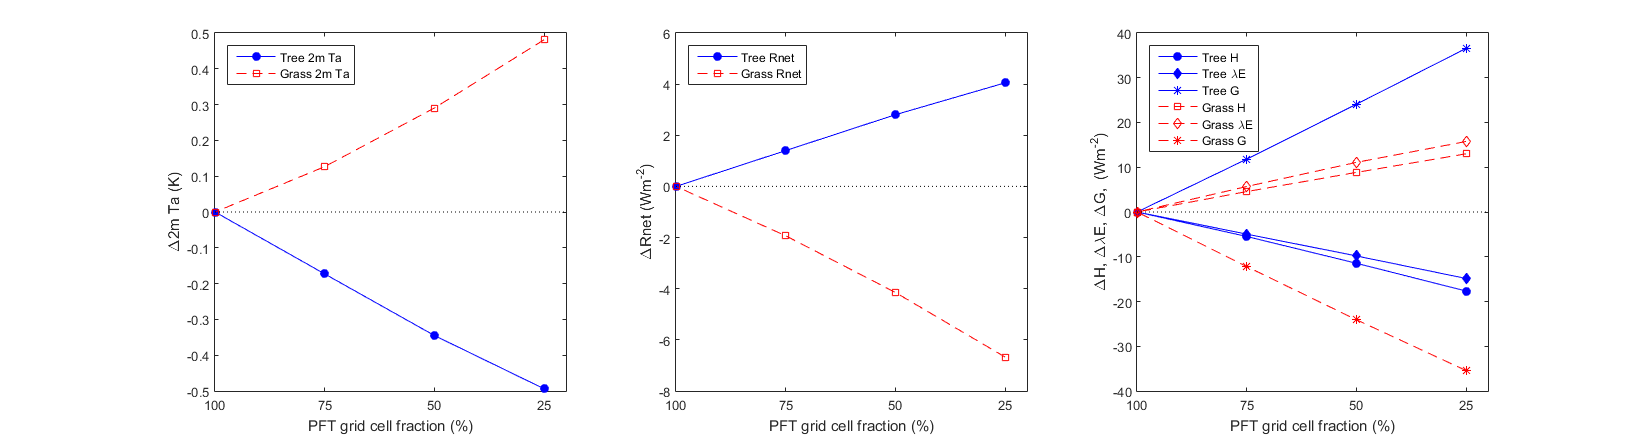 0.5
0.4
0.3
0.2
0.1
0
-0.1
-0.2
-0.3
-0.4
-0.5
Δ2m Ta (K)
Tree 2m Ta
Grass 2m Ta
100 75 50 25
PFT grid cell fraction (%)
6
4
2
0
-2
-4
-6
-8
ΔRnet (Wm⁻²)
Tree Rnet
Grass Rnet
100 75 50 25
PFT grid cell fraction (%)
40
30
20
10
0
-10
-20
-30
-40
ΔH, ΔλE, ΔG, (Wm⁻²)
Tree H
Tree λE
Tree G
Grass H
Grass λE
Grass G
100 75 50 25
PFT grid cell fraction (%)